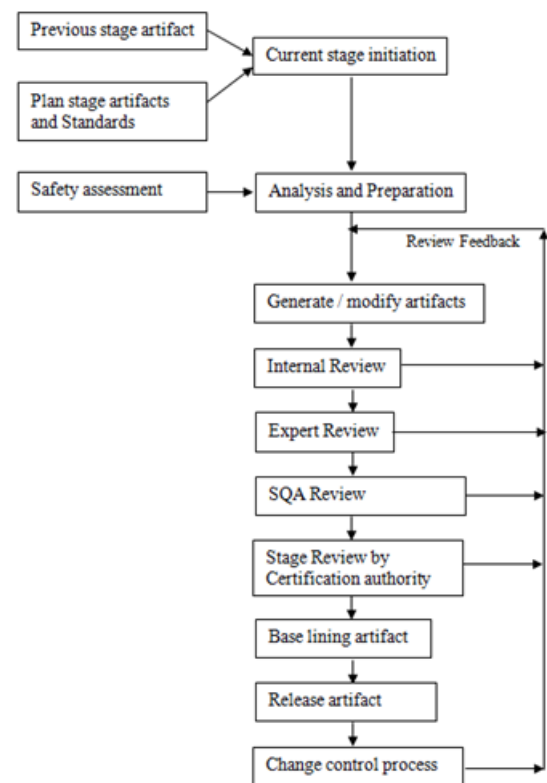 Previous stage artifact
Current stage initiation
Plan stage artifacts
and Standards
Safety assessment
Analysis and Preparation
Review Feedback
Generate / modify artifacts
Internal Review
Expert Review
SQA Review
Stage Review by
Certification authority
Base lining artifact
Release artifact
Change control process